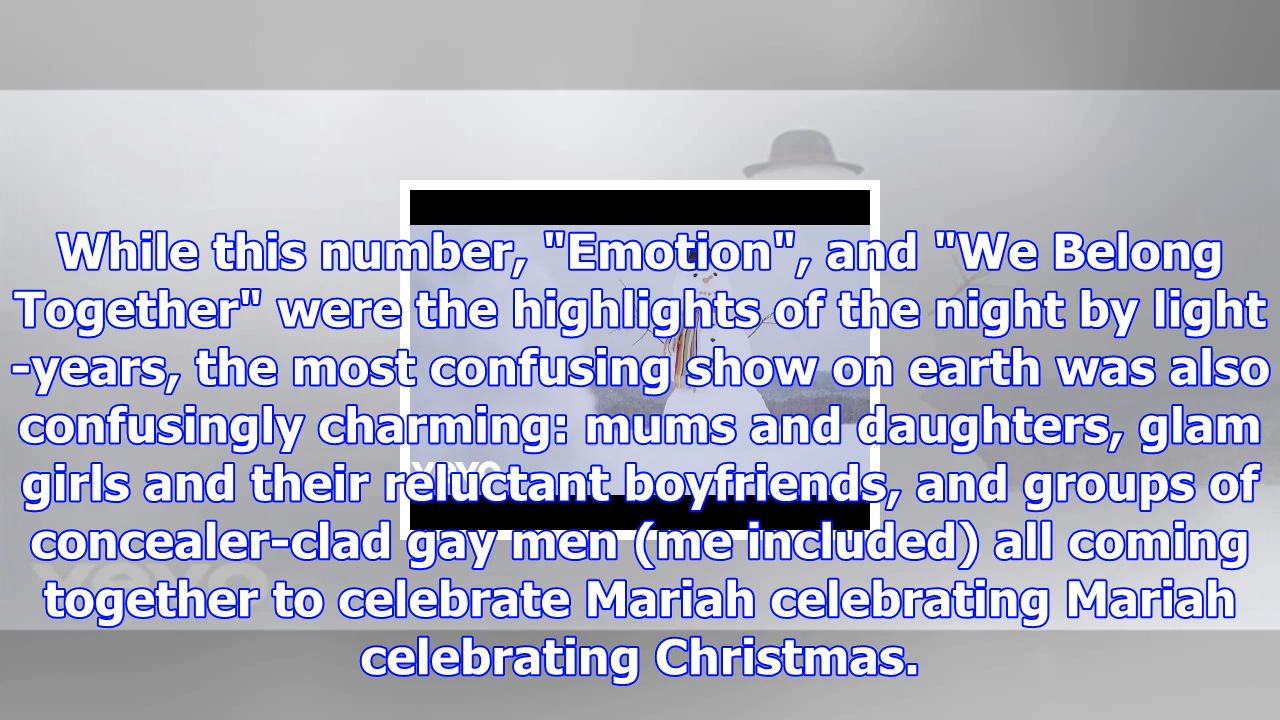 While this number, "Emotion", and "We Belong
Together" were the highlights of the night by light
-years, the most confusing show on earth was also
confusingly charming: mums and daughters, glam
girls and their reluctant boyfriends, and groups of
concealer-clad gay men (me included) all coming
together to celebrate Mariah celebrating Mariah
celebrating Christmas.
vevo
vevo